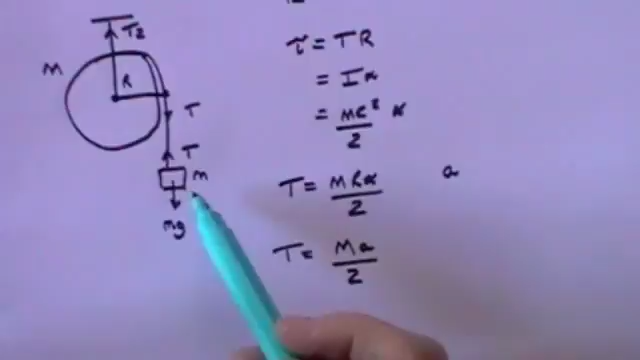 T2
M
R
T
T
m
mg
τ = TR
= Iα
= MR²/2 α
T = MRα/2
a
T = Ma/2